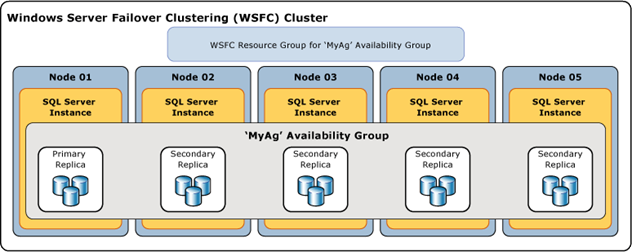 Windows Server Failover Clustering (WSFC) Cluster
WSFC Resource Group for ‘MyAg’ Availability Group
Node 01
Node 02
Node 03
Node 04
Node 05
SQL Server
Instance
SQL Server
Instance
SQL Server
Instance
SQL Server
Instance
SQL Server
Instance
‘MyAg’ Availability Group
Primary
Replica
Secondary
Replica
Secondary
Replica
Secondary
Replica
Secondary
Replica